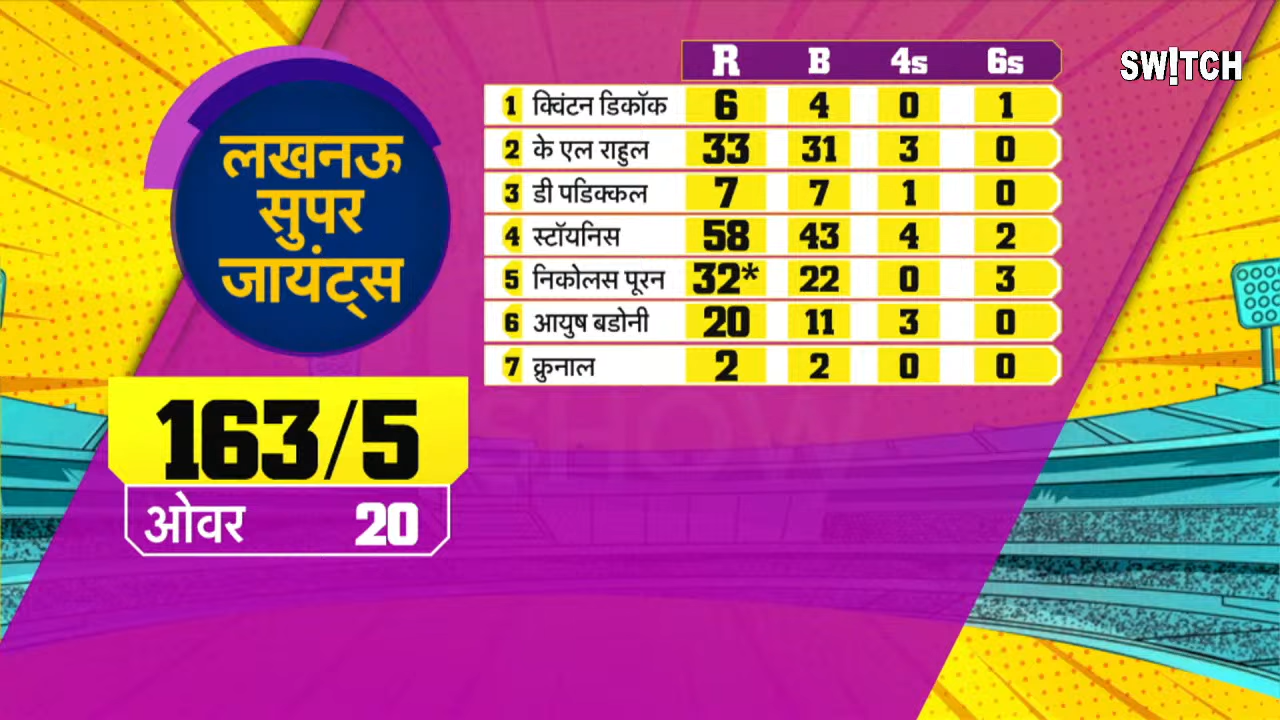 SW!TCH
R B 4s 6s
1 क्विंटन डिकॉक 6 4 0 1
2 के एल राहुल 33 31 3 0
3 डी पडिक्कल 7 7 1 0
4 स्टॉयनिस 58 43 4 2
5 निकोलस पूरन 32* 22 0 3
6 आयुष बडोनी 20 11 3 0
7 क्रुनाल 2 2 0 0
लखनऊ
सुपर
जायंट्स
163/5
ओवर 20
SHOW